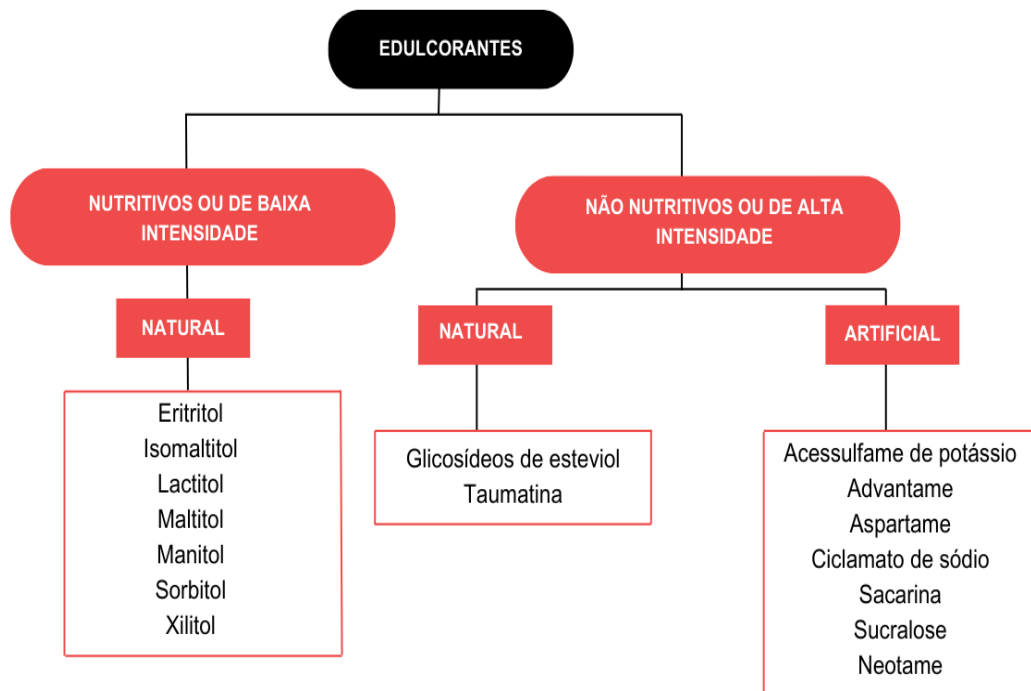 EDULCORANTES
NUTRITIVOS OU DE BAIXA
INTENSIDADE
NÃO NUTRITIVOS OU DE ALTA
INTENSIDADE
NATURAL
NATURAL
ARTIFICIAL
Eritritol
Isomaltitol
Lactitol
Maltitol
Manitol
Sorbitol
Xilitol
Glicosídeos de esteviol
Taumatina
Acessulfame de potássio
Advantame
Aspartame
Ciclamato de sódio
Sacarina
Sucralose
Neotame